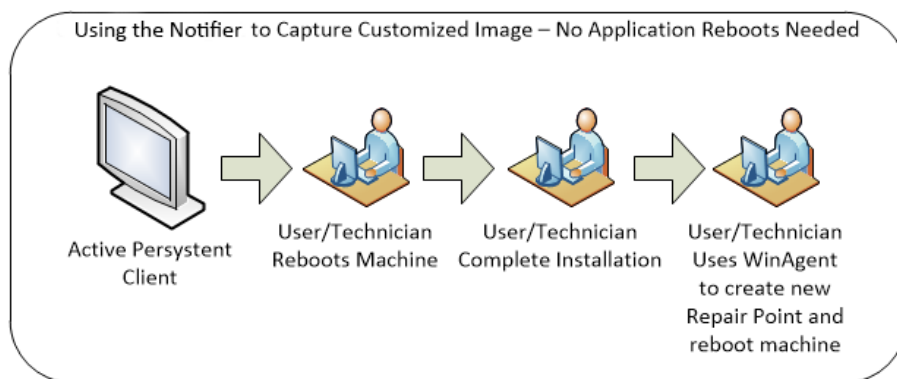 Using the Notifier to Capture Customized Image – No Application Reboots Needed
Active Persystent
Client
User/Technician
Reboots Machine
User/Technician
Complete Installation
User/Technician
Uses WinAgent
to create new
Repair Point and
reboot machine